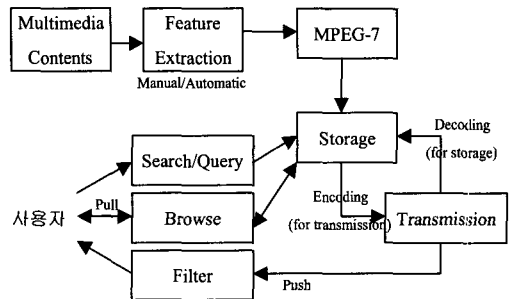 Multimedia
Contents
Feature
Extraction
MPEG-7
Manual/Automatic
Storage
Decoding
(for storage)
Search/Query
Encoding
(for transmission)
Pull
사용자
Browse
Transmission
Filter
Push